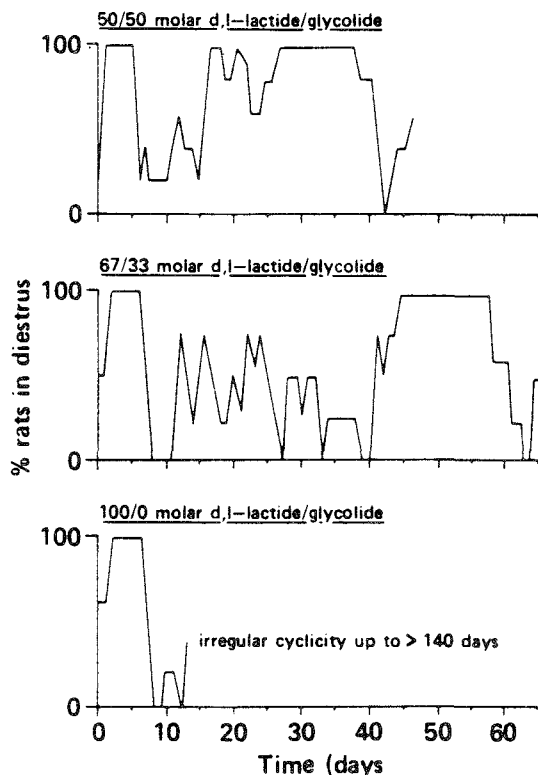 50/50 molar d,l-lactide/glycolide
100
0
67/33 molar d,l-lactide/glycolide
100
0
% rats in diestrus
100/0 molar d,l-lactide/glycolide
100
irregular cyclicity up to > 140 days
0
0 10 20 30 40 50 60
Time (days